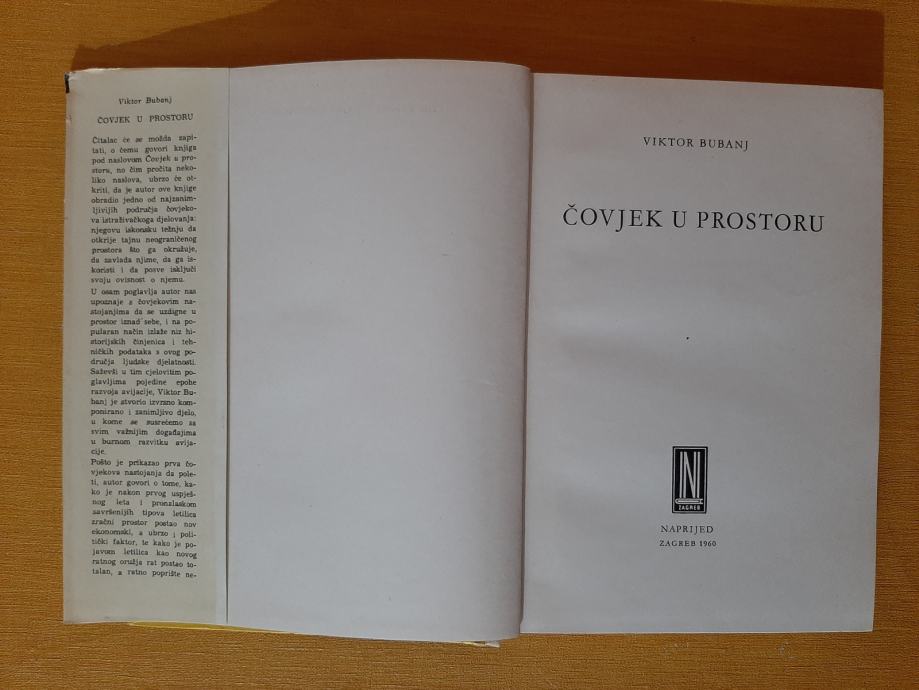 Viktor Bubanj
ČOVJEK U PROSTORU
Čitalac će se možda zapi-
tati, o čemu govori knjiga
pod naslovom Čovjek u pro-
storu, no čim pročita neko-
liko naslova, ubrzo će ot-
kriti, da je autor ove knjige
obradio jedno od najzanim-
ljivijih područja čovjeko-
va istraživačkoga djelovanja:
njegovu iskonsku težnju da
otkrije tajnu neograničenog
prostora što ga okružuje,
da zavlada njime, da ga is-
koristi i da posve isključi
svoju ovisnost o njemu.
U osam poglavlja autor nas
upoznaje s čovjekovim na-
stojanjima da se uzdigne u
prostor iznad sebe, i na po-
pularan način izlaže niz hi-
storijskih činjenica i teh-
ničkih podataka s ovog po-
dručja ljudske djelatnosti.
Saževši u tim cjelovitim po-
glavljima pojedine epohe
razvoja avijacije, Viktor Bu-
banj je stvorio izvrsno kom-
ponirano i zanimljivo djelo,
u kome se susrećemo sa
svim važnijim događajima
u burnom razvitku avija-
cije.
Pošto je prikazao prva čo-
vjekova nastojanja da pole-
ti, autor govori o tome, ka-
ko je nakon prvog uspješ-
nog leta i pronalaskom
savršenijih tipova letilica
zračni prostor postao nov
ekonomski, a ubrzo i poli-
tički faktor, te kako je po-
javom letilica kao novog
ratnog oružja rat postao to-
talan, a ratno poprište ne-
VIKTOR BUBANJ
ČOVJEK U PROSTORU
N
ZAGREB
NAPRIJED
ZAGREB 1960